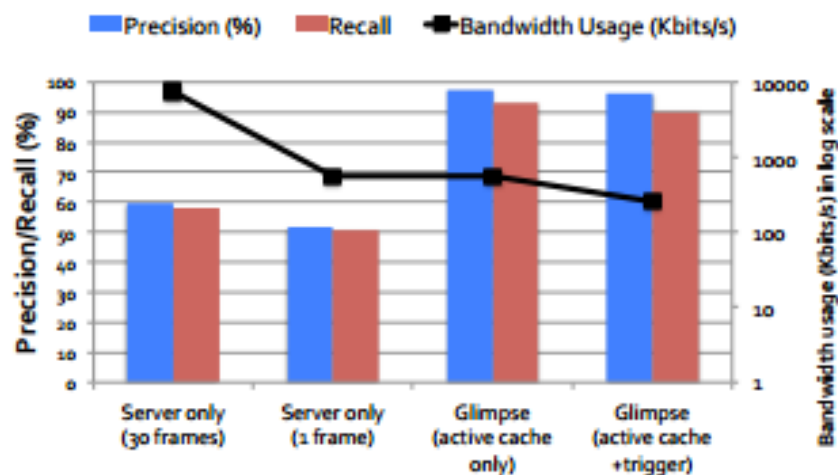 Precision (%) Recall Bandwidth Usage (Kbits/s)
Precision/Recall (%)
100
90
80
70
60
50
40
30
20
10
0
10000
1000
100
10
1
Bandwidth usage (Kbits/s) in log scale
Server only
(30 frames)
Server only
(1 frame)
Glimpse
(active cache
only)
Glimpse
(active cache
+trigger)